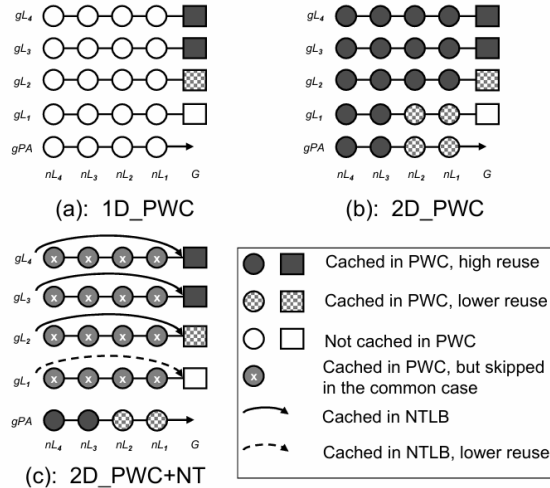 gL4
gL3
gL2
gL1
gPA
nL4 nL3 nL2 nL1 G
(a): 1D_PWC
gL4
gL3
gL2
gL1
gPA
nL4 nL3 nL2 nL1 G
(b): 2D_PWC
gL4 x x x x
gL3 x x x x
gL2 x x x x
gL1 x x x x
gPA
nL4 nL3 nL2 nL1 G
(c): 2D_PWC+NT
Cached in PWC, high reuse
Cached in PWC, lower reuse
Not cached in PWC
x Cached in PWC, but skipped
in the common case
Cached in NTLB
Cached in NTLB, lower reuse